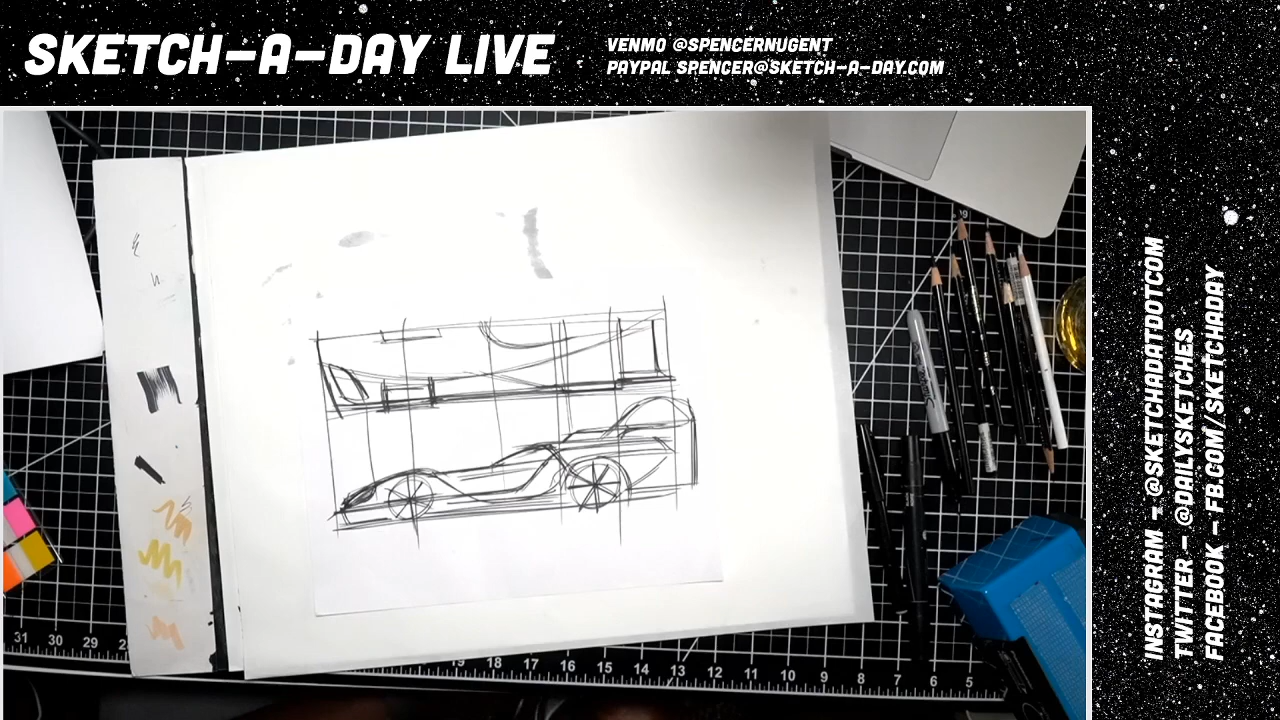 SKETCH-A-DAY LIVE
VENMO @SPENCERNUGENT
PAYPAL SPENCER@SKETCH-A-DAY.COM
INSTAGRAM - @SKETCHADAYDOTCOM
TWITTER - @DAILYSKETCHES
FACEBOOK - FB.COM/SKETCHADAY
31 30 29 2
19 18 17 16 15 14 13 12 11 10 9 8 7 6 5